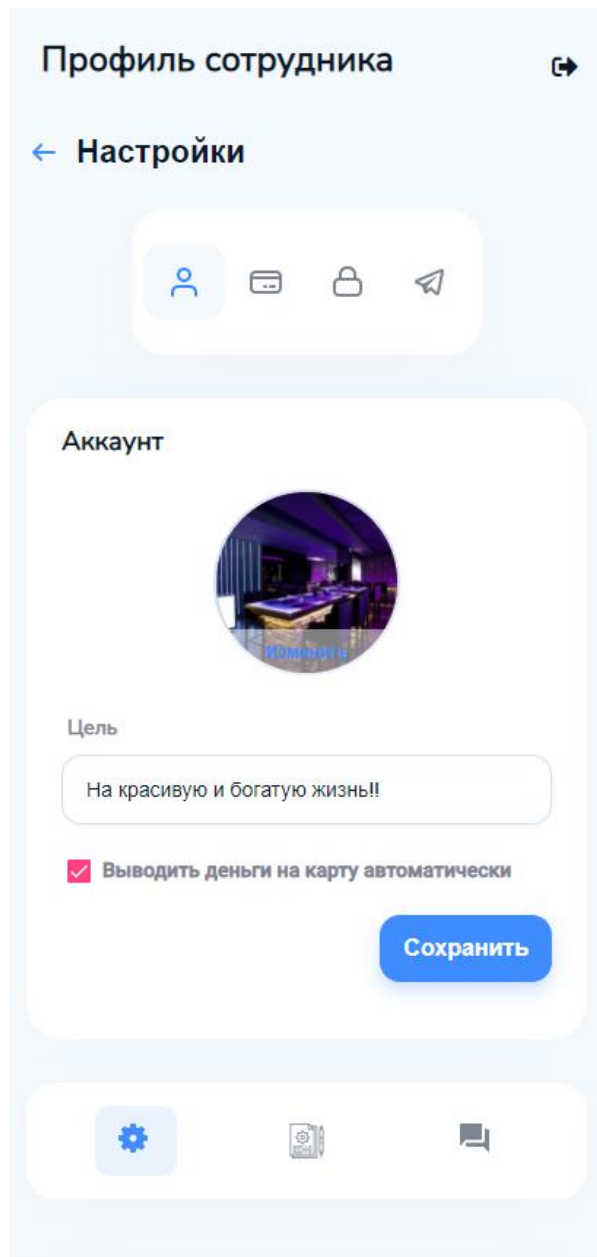 Профиль сотрудника
Настройки
Аккаунт
Изменить
Цель
На красивую и богатую жизнь!!
Выводить деньги на карту автоматически
Сохранить